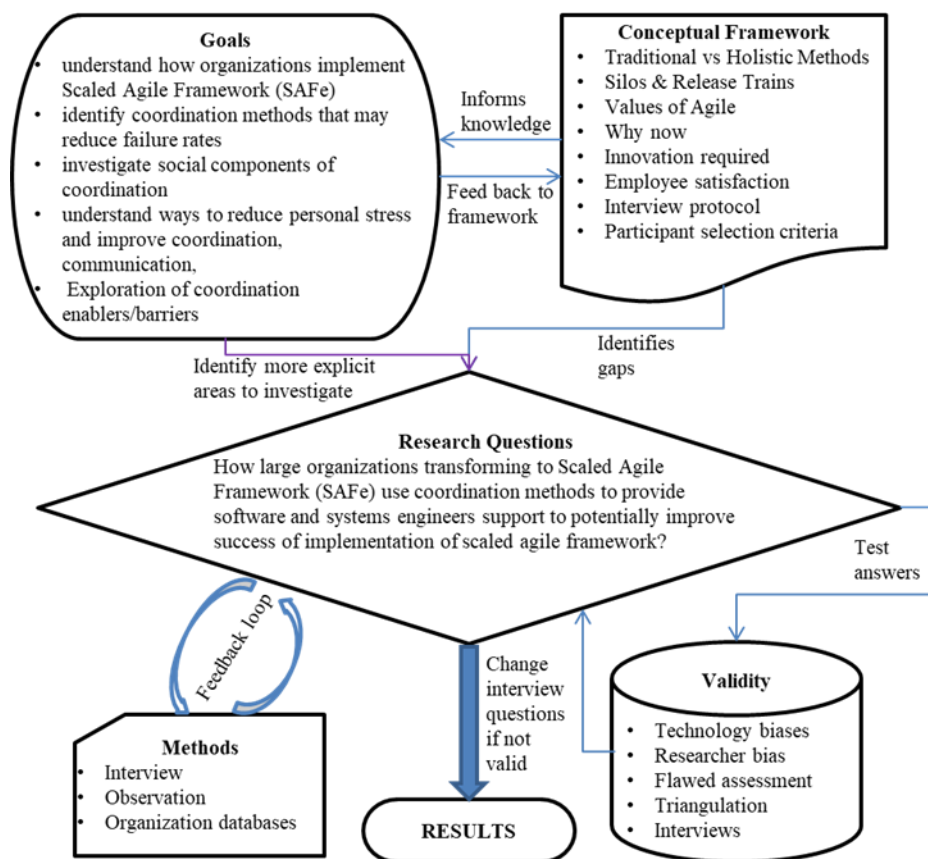 Goals
• understand how organizations implement
Scaled Agile Framework (SAFe)
• identify coordination methods that may
reduce failure rates
• investigate social components of
coordination
• understand ways to reduce personal stress
and improve coordination,
communication,
• Exploration of coordination
enablers/barriers
Informs
knowledge
Feed back to
framework
Conceptual Framework
• Traditional vs Holistic Methods
• Silos & Release Trains
• Values of Agile
• Why now
• Innovation required
• Employee satisfaction
• Interview protocol
• Participant selection criteria
Identify more explicit
areas to investigate
Identifies
gaps
Research Questions
How large organizations transforming to Scaled Agile
Framework (SAFe) use coordination methods to provide
software and systems engineers support to potentially improve
success of implementation of scaled agile framework?
Test
answers
Feedback loop
Change
interview
questions
if not
valid
Methods
• Interview
• Observation
• Organization databases
RESULTS
Validity
• Technology biases
• Researcher bias
• Flawed assessment
• Triangulation
• Interviews